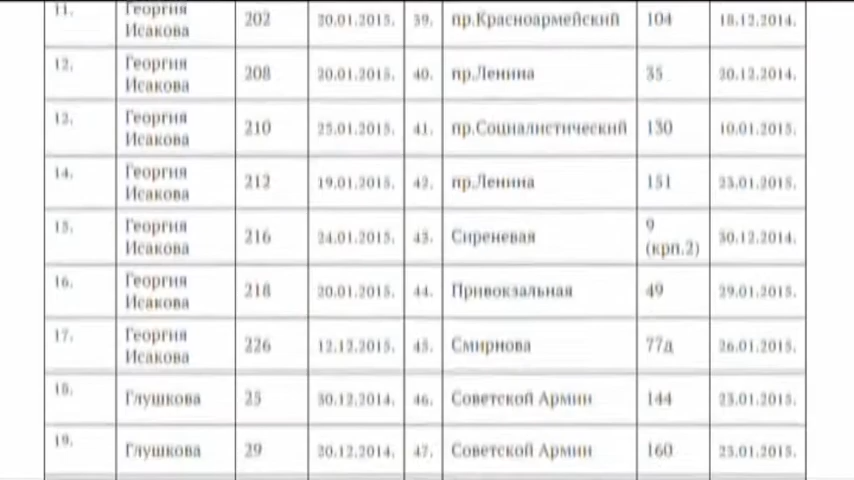 11. Георгия Исакова 202 30.01.2015. 39. пр.Красноармейский 104 18.12.2014.
12. Георгия Исакова 208 20.01.2015. 40. пр.Ленина 35 20.12.2014.
13. Георгия Исакова 210 25.01.2015. 41. пр.Социалистический 130 10.01.2015.
14. Георгия Исакова 212 19.01.2015. 42. пр.Ленина 151 23.01.2015.
15. Георгия Исакова 216 24.01.2015. 43. Сиреневая 9 (крп.2) 30.12.2014.
16. Георгия Исакова 218 20.01.2015. 44. Привокзальная 49 29.01.2015.
17. Георгия Исакова 226 12.12.2015. 45. Смирнова 77а 26.01.2015.
18. Глушкова 25 30.12.2014. 46. Советской Армии 144 23.01.2015.
19. Глушкова 29 30.12.2014. 47. Советской Армии 160 23.01.2015.